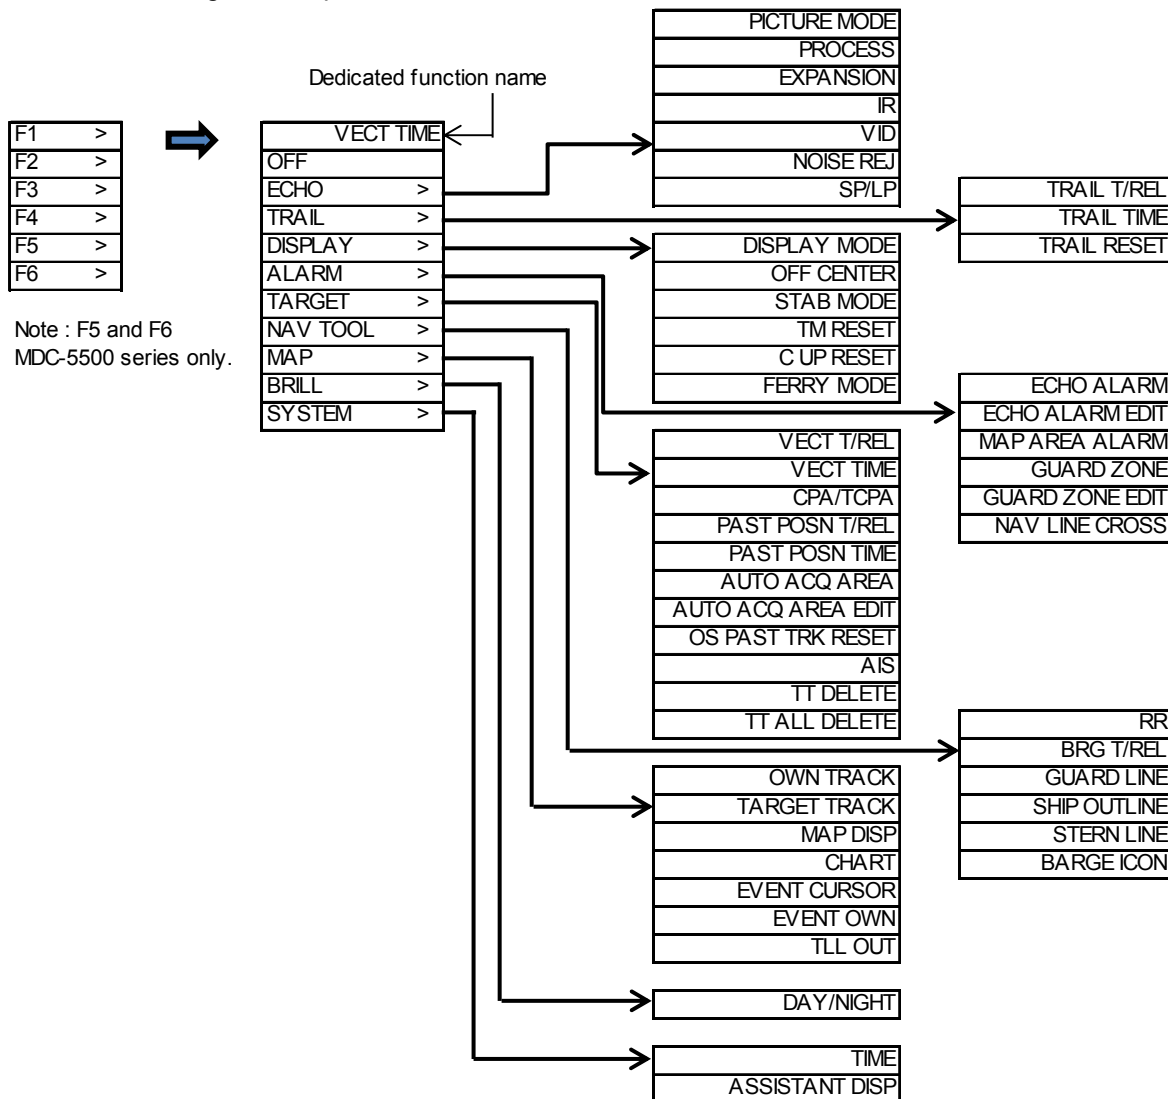 Dedicated function name
F1 >
F2 >
F3 >
F4 >
F5 >
F6 >
Note : F5 and F6
MDC-5500 series only.
VECT TIME
OFF
ECHO >
TRAIL >
DISPLAY >
ALARM >
TARGET >
NAV TOOL >
MAP >
BRILL >
SYSTEM >
PICTURE MODE
PROCESS
EXPANSION
IR
VID
NOISE REJ
SP/LP
TRAIL T/REL
TRAIL TIME
TRAIL RESET
DISPLAY MODE
OFF CENTER
STAB MODE
TM RESET
C UP RESET
FERRY MODE
ECHO ALARM
ECHO ALARM EDIT
MAP AREA ALARM
GUARD ZONE
GUARD ZONE EDIT
NAV LINE CROSS
VECT T/REL
VECT TIME
CPA/TCPA
PAST POSN T/REL
PAST POSN TIME
AUTO ACQ AREA
AUTO ACQ AREA EDIT
OS PAST TRK RESET
AIS
TT DELETE
TT ALL DELETE
RR
BRG T/REL
GUARD LINE
SHIP OUTLINE
STERN LINE
BARGE ICON
OWN TRACK
TARGET TRACK
MAP DISP
CHART
EVENT CURSOR
EVENT OWN
TLL OUT
DAY/NIGHT
TIME
ASSISTANT DISP